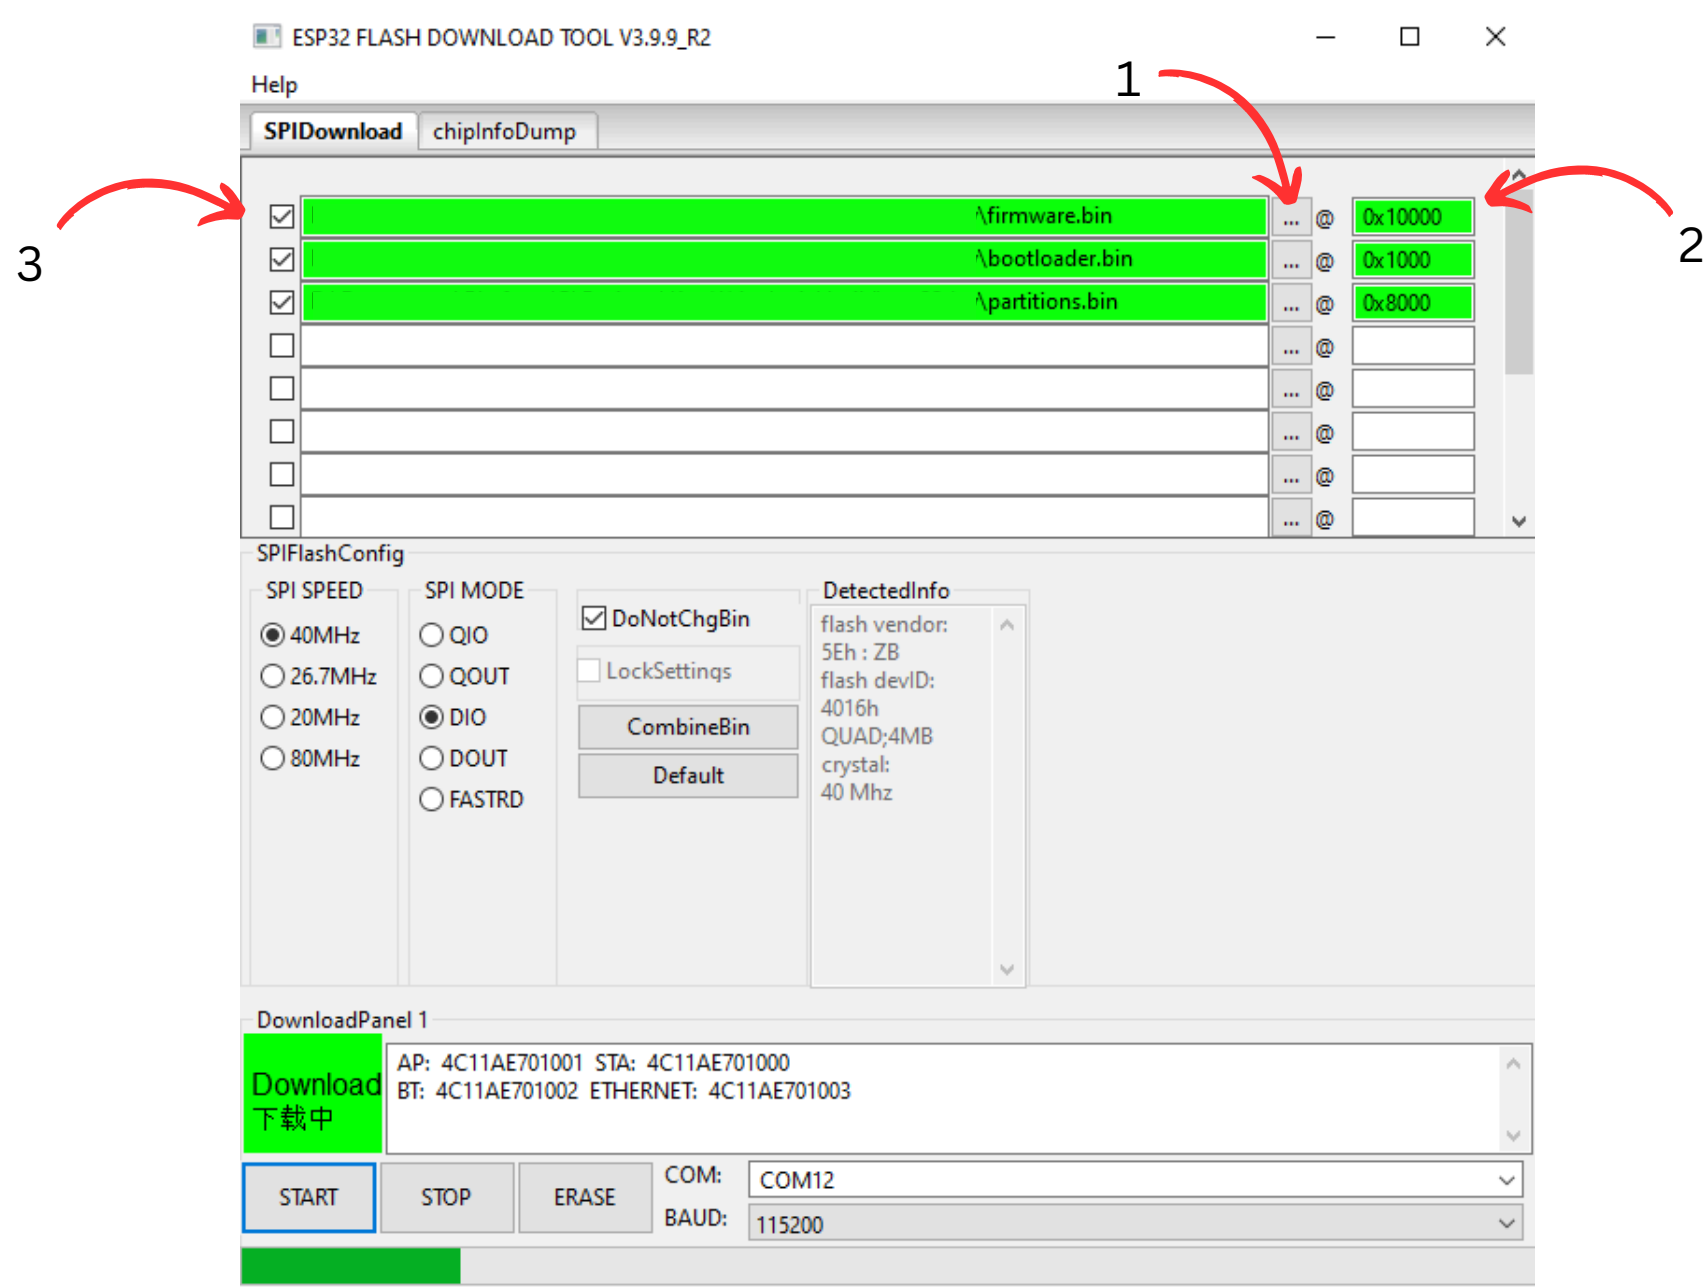 ESP32 FLASH DOWNLOAD TOOL V3.9.9_R2
Help
1
SPIDownload chipInfoDump
3
2
\firmware.bin ... @ 0x10000
\bootloader.bin ... @ 0x1000
\partitions.bin ... @ 0x8000
... @
... @
... @
... @
... @
SPIFlashConfig
SPI SPEED
40MHz
26.7MHz
20MHz
80MHz
SPI MODE
QIO
QOUT
DIO
DOUT
FASTRD
DoNotChgBin
LockSettings
CombineBin
Default
DetectedInfo
flash vendor:
5Eh : ZB
flash devID:
4016h
QUAD;4MB
crystal:
40 Mhz
DownloadPanel 1
Download
下载中
AP: 4C11AE701001 STA: 4C11AE701000
BT: 4C11AE701002 ETHERNET: 4C11AE701003
START STOP ERASE
COM: COM12
BAUD: 115200